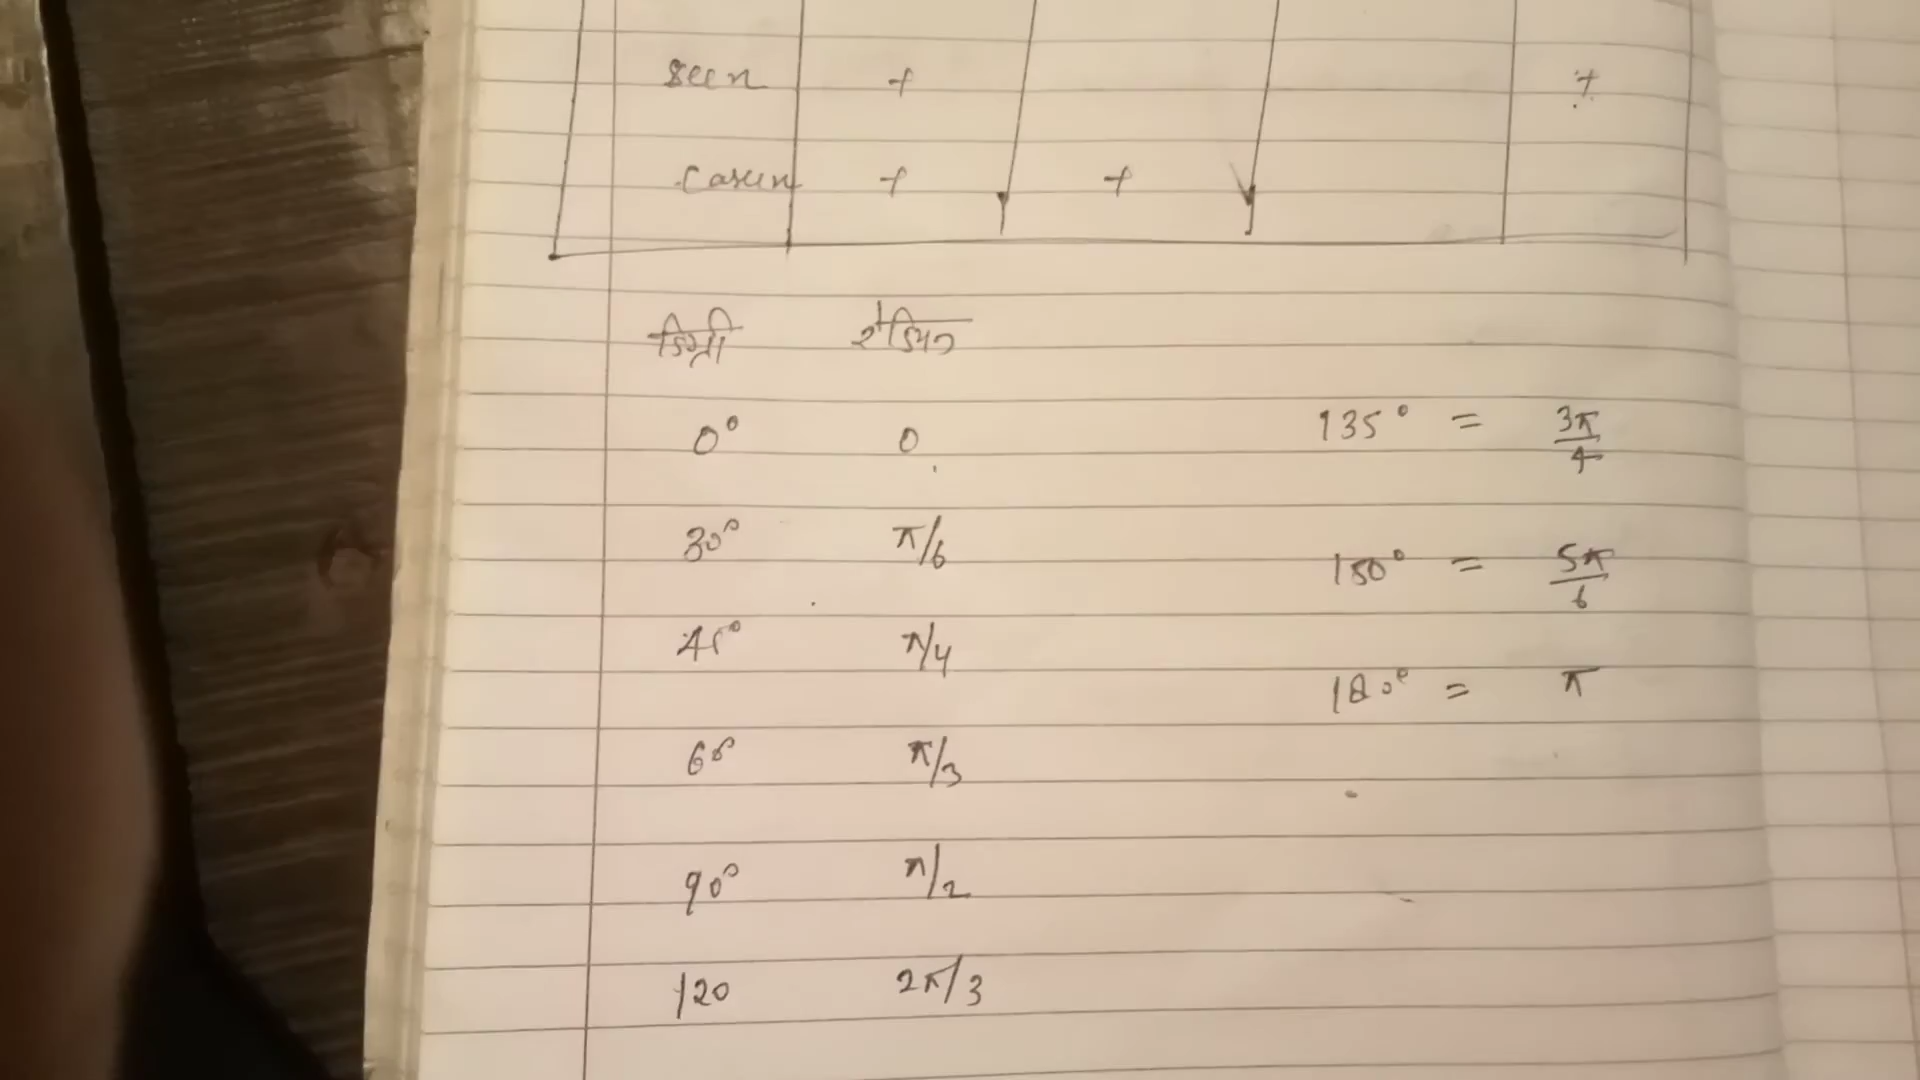 secn + +
cosecn + +
डिग्री रेडियन
0° 0
30° π/6
45° π/4
60° π/3
90° π/2
120 2π/3
135° = 3π/4
150° = 5π/6
180° = π